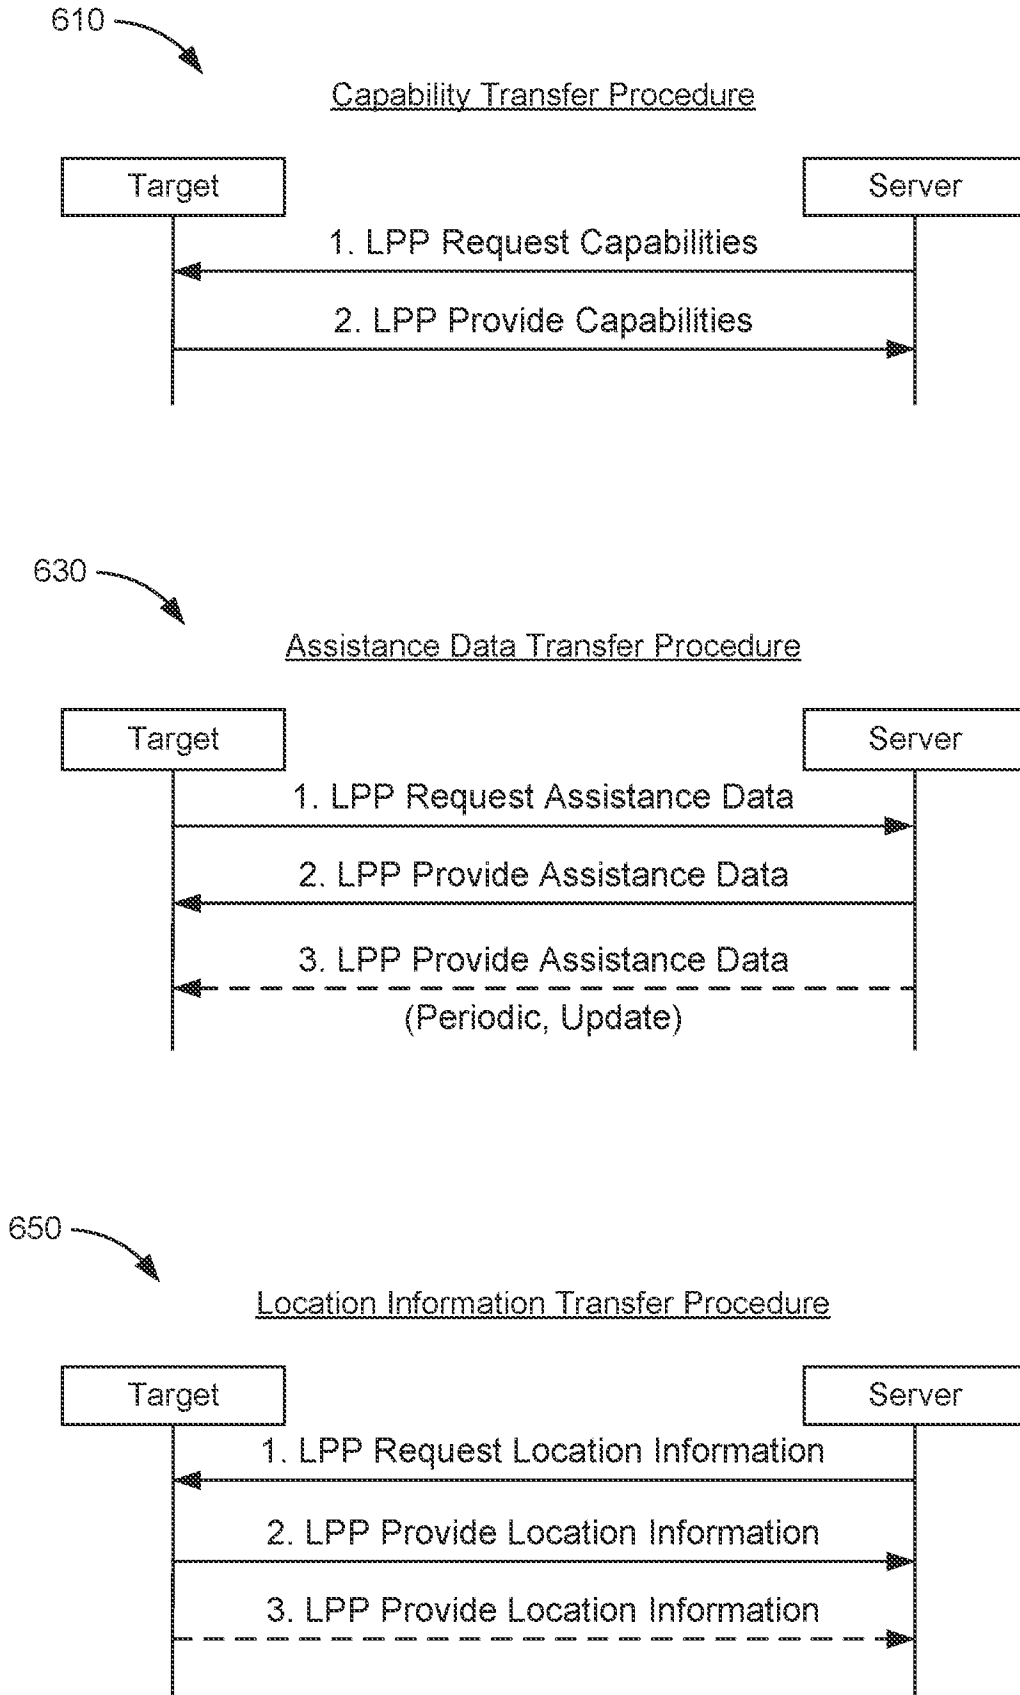 610
Capability Transfer Procedure
Target
Server
1. LPP Request Capabilities
2. LPP Provide Capabilities
630
Assistance Data Transfer Procedure
Target
Server
1. LPP Request Assistance Data
2. LPP Provide Assistance Data
3. LPP Provide Assistance Data
(Periodic, Update)
650
Location Information Transfer Procedure
Target
Server
1. LPP Request Location Information
2. LPP Provide Location Information
3. LPP Provide Location Information